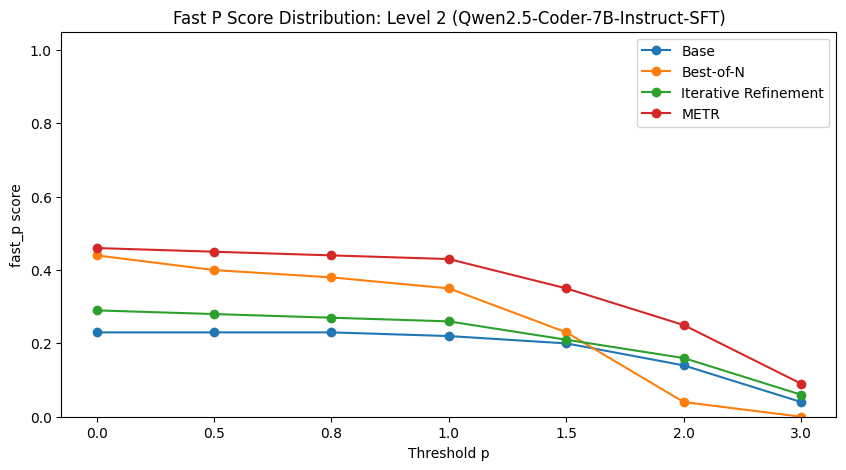 Fast P Score Distribution: Level 2 (Qwen2.5-Coder-7B-Instruct-SFT)
Base
Best-of-N
Iterative Refinement
METR
fast_p score
1.0
0.8
0.6
0.4
0.2
0.0
0.0 0.5 0.8 1.0 1.5 2.0 3.0
Threshold p